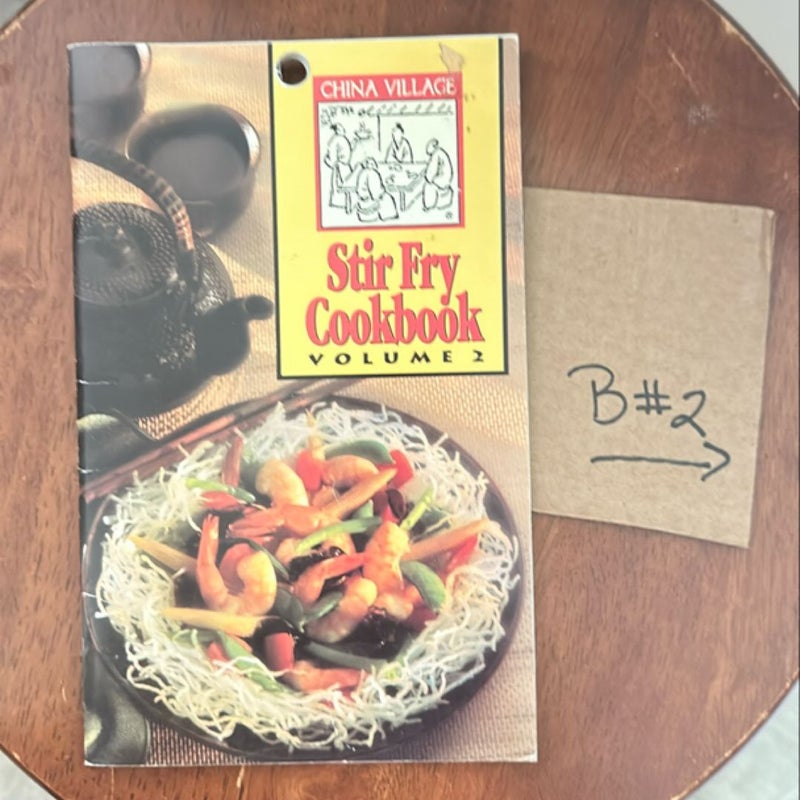 CHINA VILLAGE
Stir Fry
Cookbook
VOLUME 2
B#2